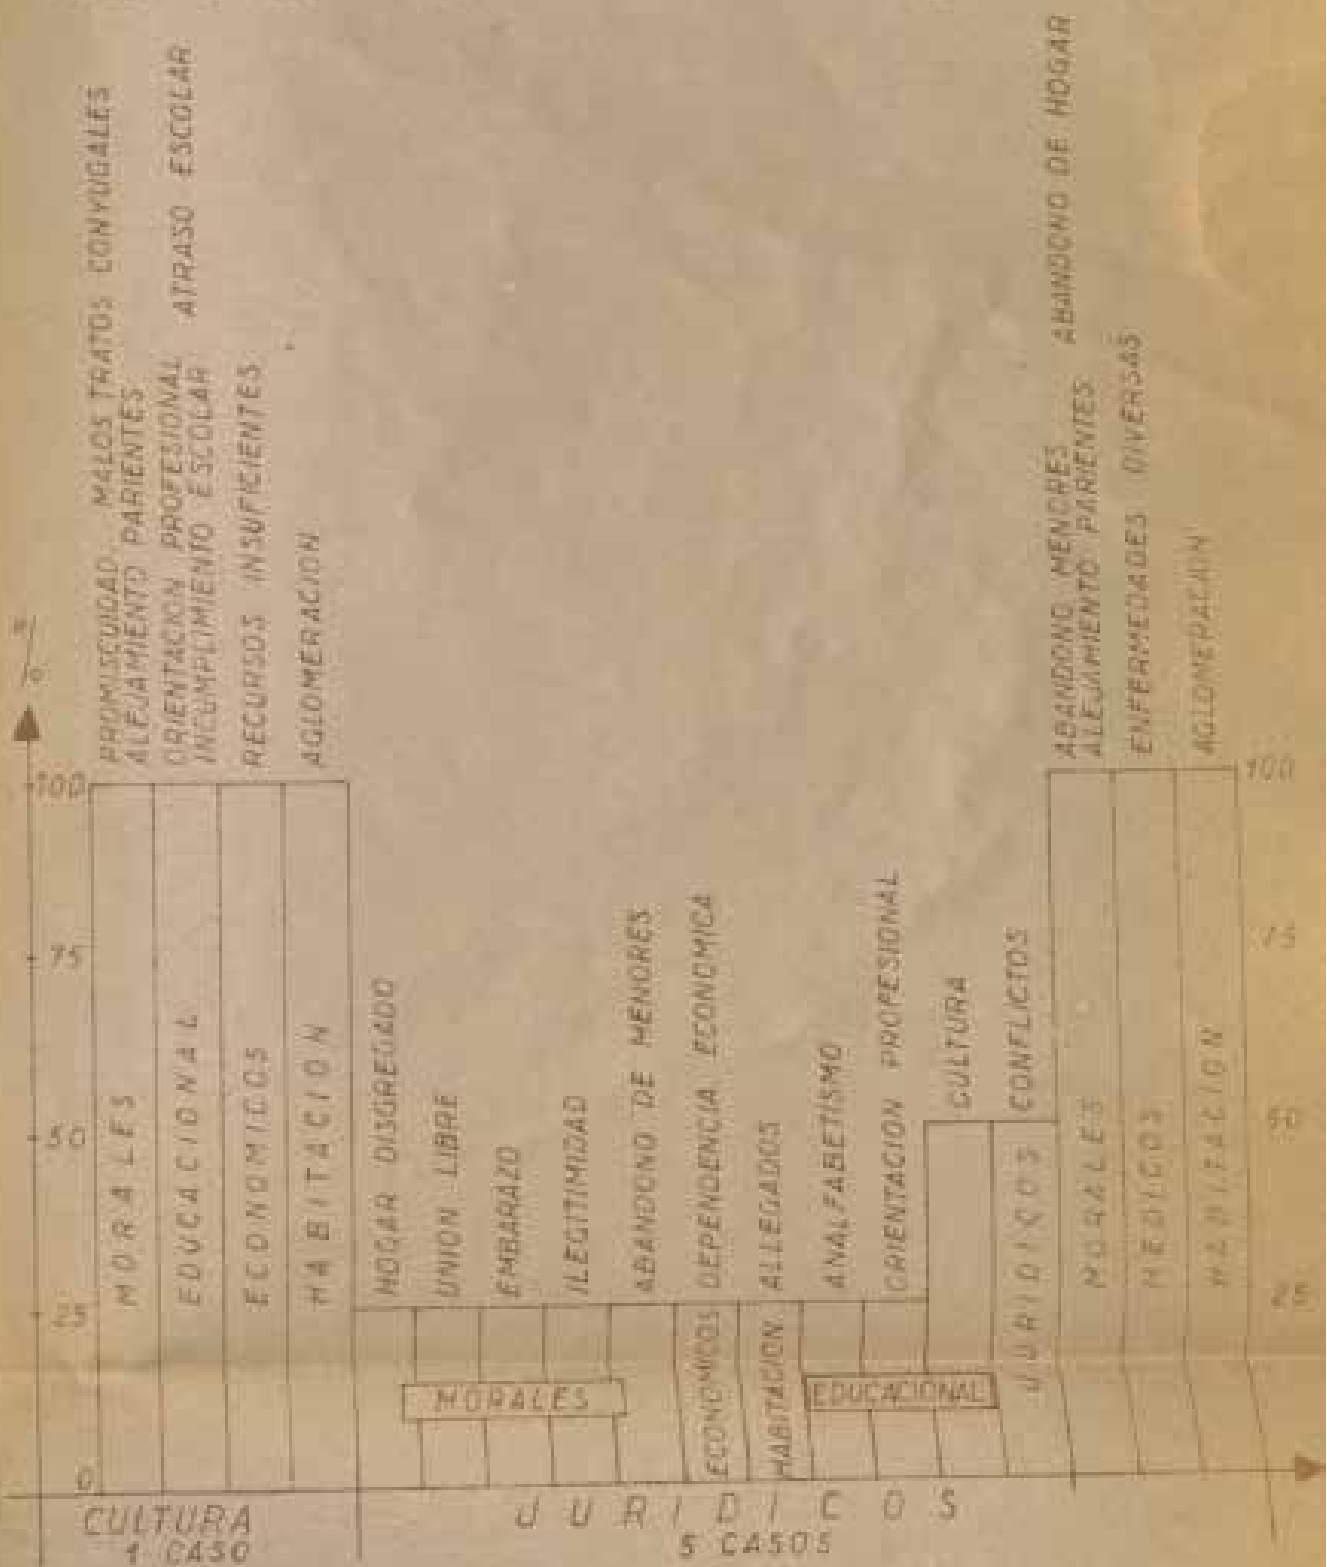 %
PROMISCUIDAD, MALOS TRATOS CONYUGALES
ALEJAMIENTO PARIENTES
ORIENTACION PROFESIONAL ATRASO ESCOLAR
INCUMPLIMIENTO ESCOLAR
RECURSOS INSUFICIENTES
AGLOMERACION
ABANDONO MENORES ABANDONO DE HOGAR
ALEJAMIENTO PARIENTES
ENFERMEDADES DIVERSAS
AGLOMERACION
100
75
50
25
0
MORALES
EDUCACIONAL
ECONOMICOS
HABITACION
HOGAR DISGREGADO
UNION LIBRE
EMBARAZO
ILEGITIMIDAD
ABANDONO DE MENORES
DEPENDENCIA ECONOMICA
ALLEGADOS
ANALFABETISMO
ORIENTACION PROFESIONAL
CULTURA
CONFLICTOS
MORALES
ECONOMICOS
HABITACION
EDUCACIONAL
JURIDICOS
MORALES
MEDICOS
HABITACION
100
75
50
25
CULTURA
1 CASO
JURIDICOS
5 CASOS